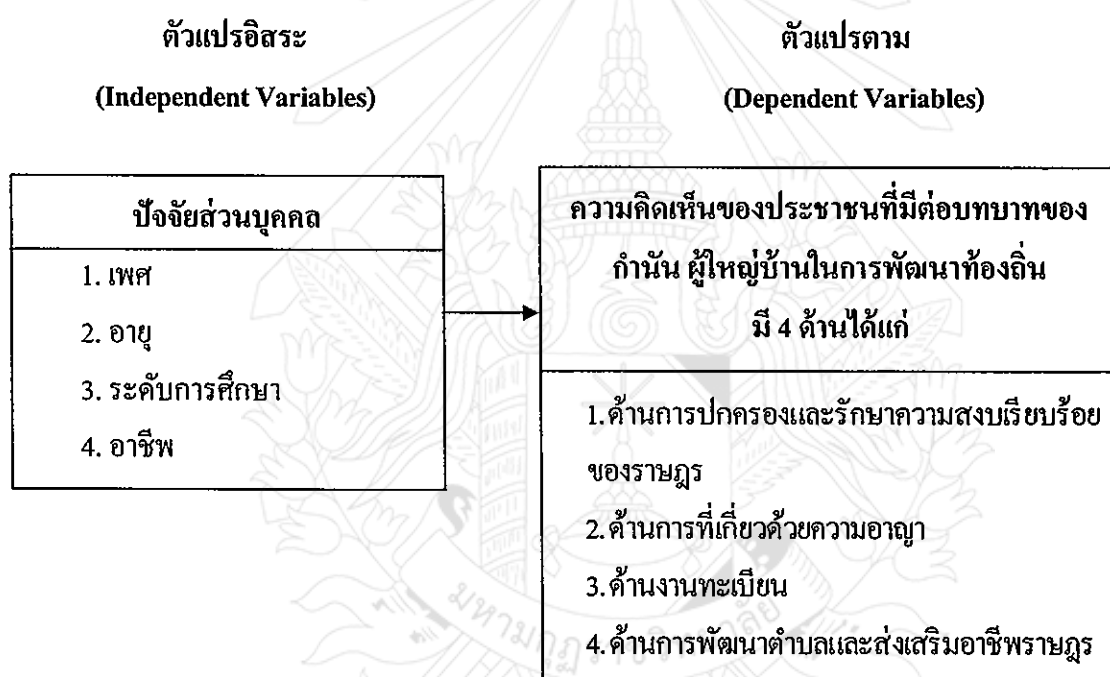 ตัวแปรอิสระ
(Independent Variables)
ปัจจัยส่วนบุคคล
1. เพศ
2. อายุ
3. ระดับการศึกษา
4. อาชีพ
ตัวแปรตาม
(Dependent Variables)
ความคิดเห็นของประชาชนที่มีต่อบทบาทของ
กำนัน ผู้ใหญ่บ้านในการพัฒนาท้องถิ่น
มี 4 ด้านได้แก่
1.ด้านการปกครองและรักษาความสงบเรียบร้อย
ของราษฎร
2.ด้านการที่เกี่ยวด้วยความอาญา
3.ด้านงานทะเบียน
4.ด้านการพัฒนาตำบลและส่งเสริมอาชีพราษฎร